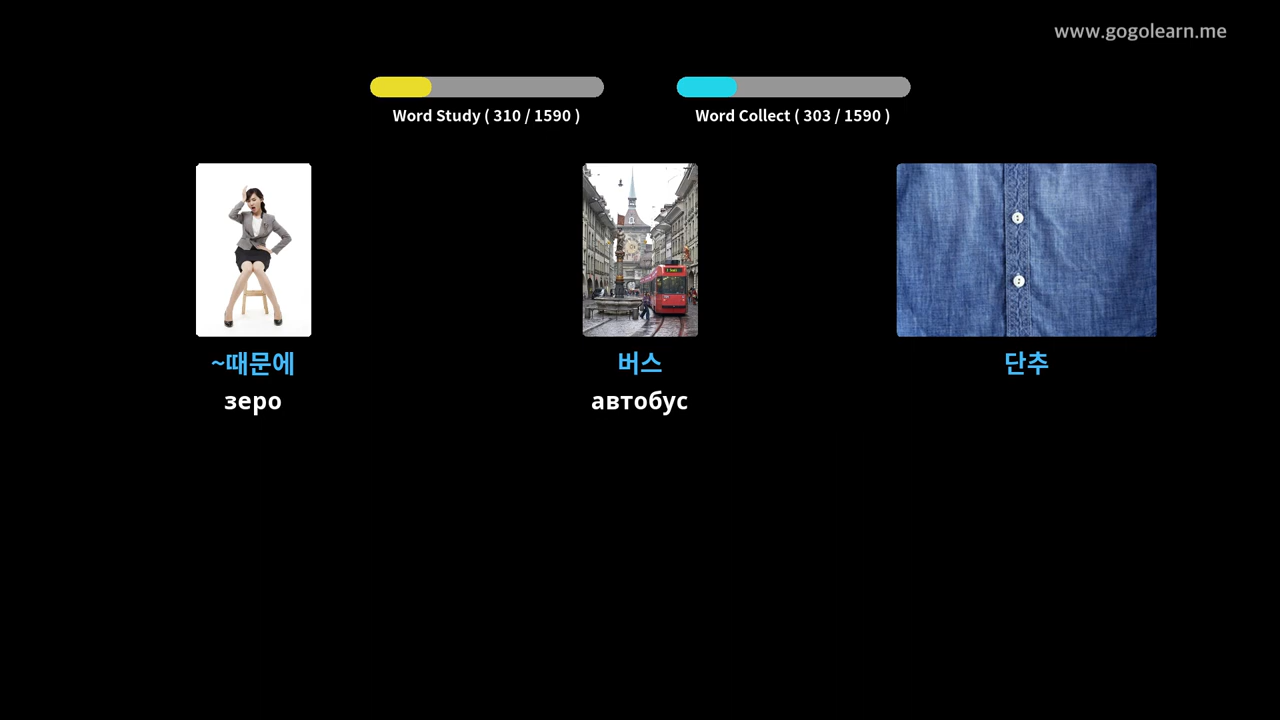 www.gogolearn.me
Word Study ( 310 / 1590 )
Word Collect ( 303 / 1590 )
~때문에
зеро
버스
автобус
단추